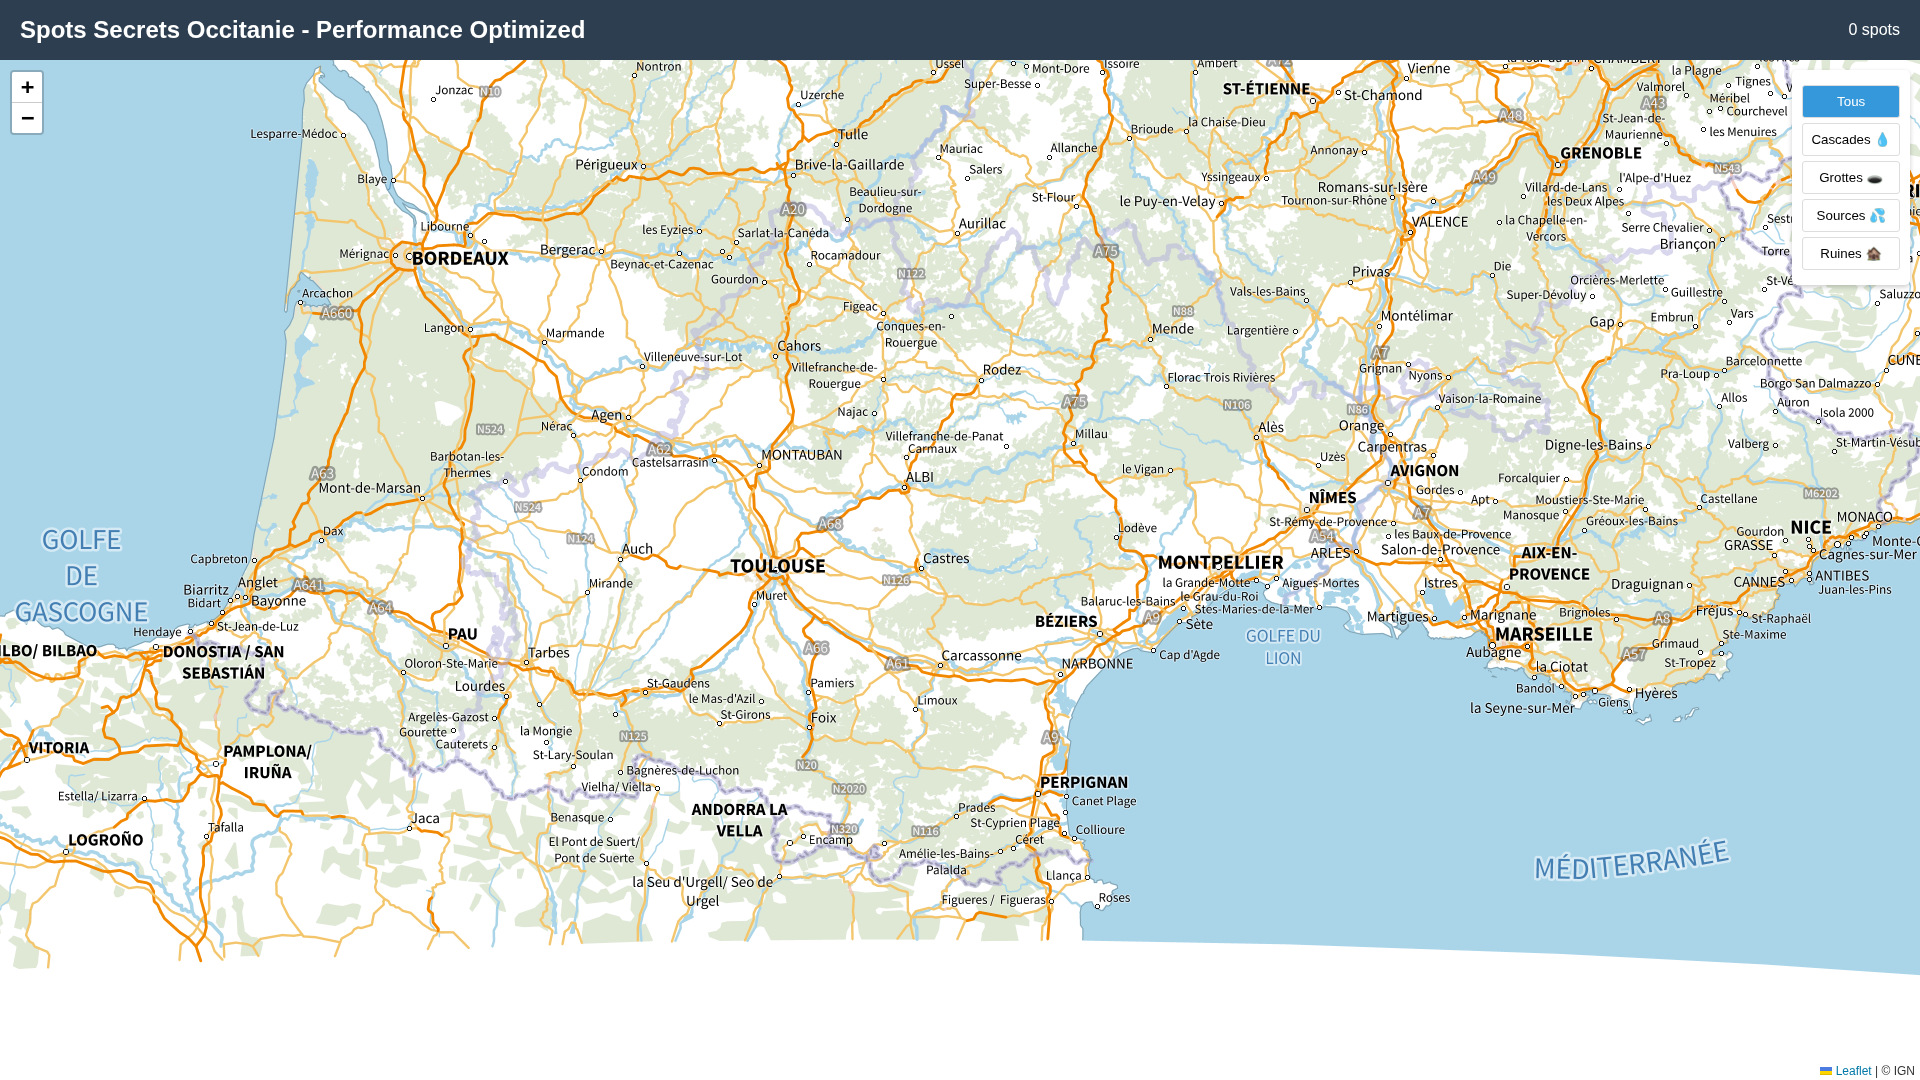 Spots Secrets Occitanie - Performance Optimized
0 spots
+
−
Tous
Cascades 💧
Grottes 🕳️
Sources 💦
Ruines 🏚️
Nontron
Ussel
Mont-Dore
Issoire
Ambert
Vienne
CHAMBÉRY
la Plagne
Tignes
Jonzac
N10
Uzerche
Super-Besse
ST-ÉTIENNE
St-Chamond
Valmorel
Méribel
Courchevel
A43
A48
Lesparre-Médoc
Tulle
Brioude
la Chaise-Dieu
St-Jean-de-
Maurienne
les Menuires
Mauriac
Allanche
Annonay
GRENOBLE
Périgueux
Brive-la-Gaillarde
Salers
N543
Blaye
Yssingeaux
A49
l'Alpe-d'Huez
Beaulieu-sur-
Dordogne
St-Flour
le Puy-en-Velay
Romans-sur-Isère
Tournon-sur-Rhône
Villard-de-Lans
les Deux Alpes
A20
Libourne
les Eyzies
Sarlat-la-Canéda
Aurillac
VALENCE
la Chapelle-en-
Vercors
Serre Chevalier
Briançon
Mérignac
BORDEAUX
Bergerac
Beynac-et-Cazenac
Rocamadour
A75
Gourdon
N122
Privas
Die
Orcières-Merlette
Arcachon
A660
Figeac
Vals-les-Bains
Super-Dévoluy
Guillestre
Langon
Marmande
Conques-en-
Rouergue
N88
Mende
Largentière
Montélimar
Gap
Embrun
Vars
Saluzzo
Cahors
Villeneuve-sur-Lot
Villefranche-de-
Rouergue
Rodez
Florac Trois Rivières
A7
Grignan
Nyons
Pra-Loup
Barcelonnette
Borgo San Dalmazzo
Agen
Najac
A75
N106
N86
Vaison-la-Romaine
Allos
Auron
Isola 2000
N524
Nérac
Millau
Alès
Orange
Villefranche-de-Panat
Carmaux
Carpentras
Digne-les-Bains
Valberg
A62
Castelsarrasin
MONTAUBAN
Barbotan-les-
Thermes
Condom
Uzès
AVIGNON
A63
Mont-de-Marsan
ALBI
le Vigan
Gordes
Apt
Forcalquier
N524
NÎMES
Moustiers-Ste-Marie
Castellane
M6202
Manosque
Gréoux-les-Bains
MONACO
GOLFE
DE
GASCOGNE
Dax
N124
A68
Lodève
St-Rémy-de-Provence
A7
les Baux-de-Provence
A54
Gourdon
GRASSE
NICE
Capbreton
Auch
TOULOUSE
Castres
MONTPELLIER
ARLES
Salon-de-Provence
AIX-EN-
PROVENCE
Cagnes-sur-Mer
Biarritz
Bidart
Anglet
Bayonne
A641
A64
Mirande
Muret
N126
la Grande-Motte
Aigues-Mortes
Istres
Draguignan
CANNES
ANTIBES
Juan-les-Pins
Balaruc-les-Bains
le Grau-du-Roi
Stes-Maries-de-la-Mer
Martigues
Marignane
Brignoles
A8
Fréjus
St-Raphaël
Hendaye
St-Jean-de-Luz
PAU
BÉZIERS
A9
Sète
GOLFE DU
LION
MARSEILLE
Ste-Maxime
DONOSTIA / SAN
SEBASTIÁN
Oloron-Ste-Marie
Tarbes
A66
A61
Carcassonne
NARBONNE
Cap d'Agde
Aubagne
la Ciotat
A57
Grimaud
St-Tropez
Lourdes
St-Gaudens
le Mas-d'Azil
Pamiers
Limoux
Bandol
Giens
Hyères
la Seyne-sur-Mer
Argelès-Gazost
Gourette
Cauterets
la Mongie
St-Girons
Foix
VITORIA
PAMPLONA/
IRUÑA
St-Lary-Soulan
N125
A9
Bagnères-de-Luchon
N20
Vielha/ Viella
N2020
PERPIGNAN
Canet Plage
Estella/ Lizarra
ANDORRA LA
VELLA
Prades
St-Cyprien Plage
Jaca
Benasque
N320
N116
Encamp
Collioure
LOGROÑO
Tafalla
El Pont de Suert/
Pont de Suerte
Céret
Amélie-les-Bains-
Palalda
la Seu d'Urgell/ Seo de
Urgel
Llança
MÉDITERRANÉE
Figueres / Figueras
Roses
Leaflet | © IGN